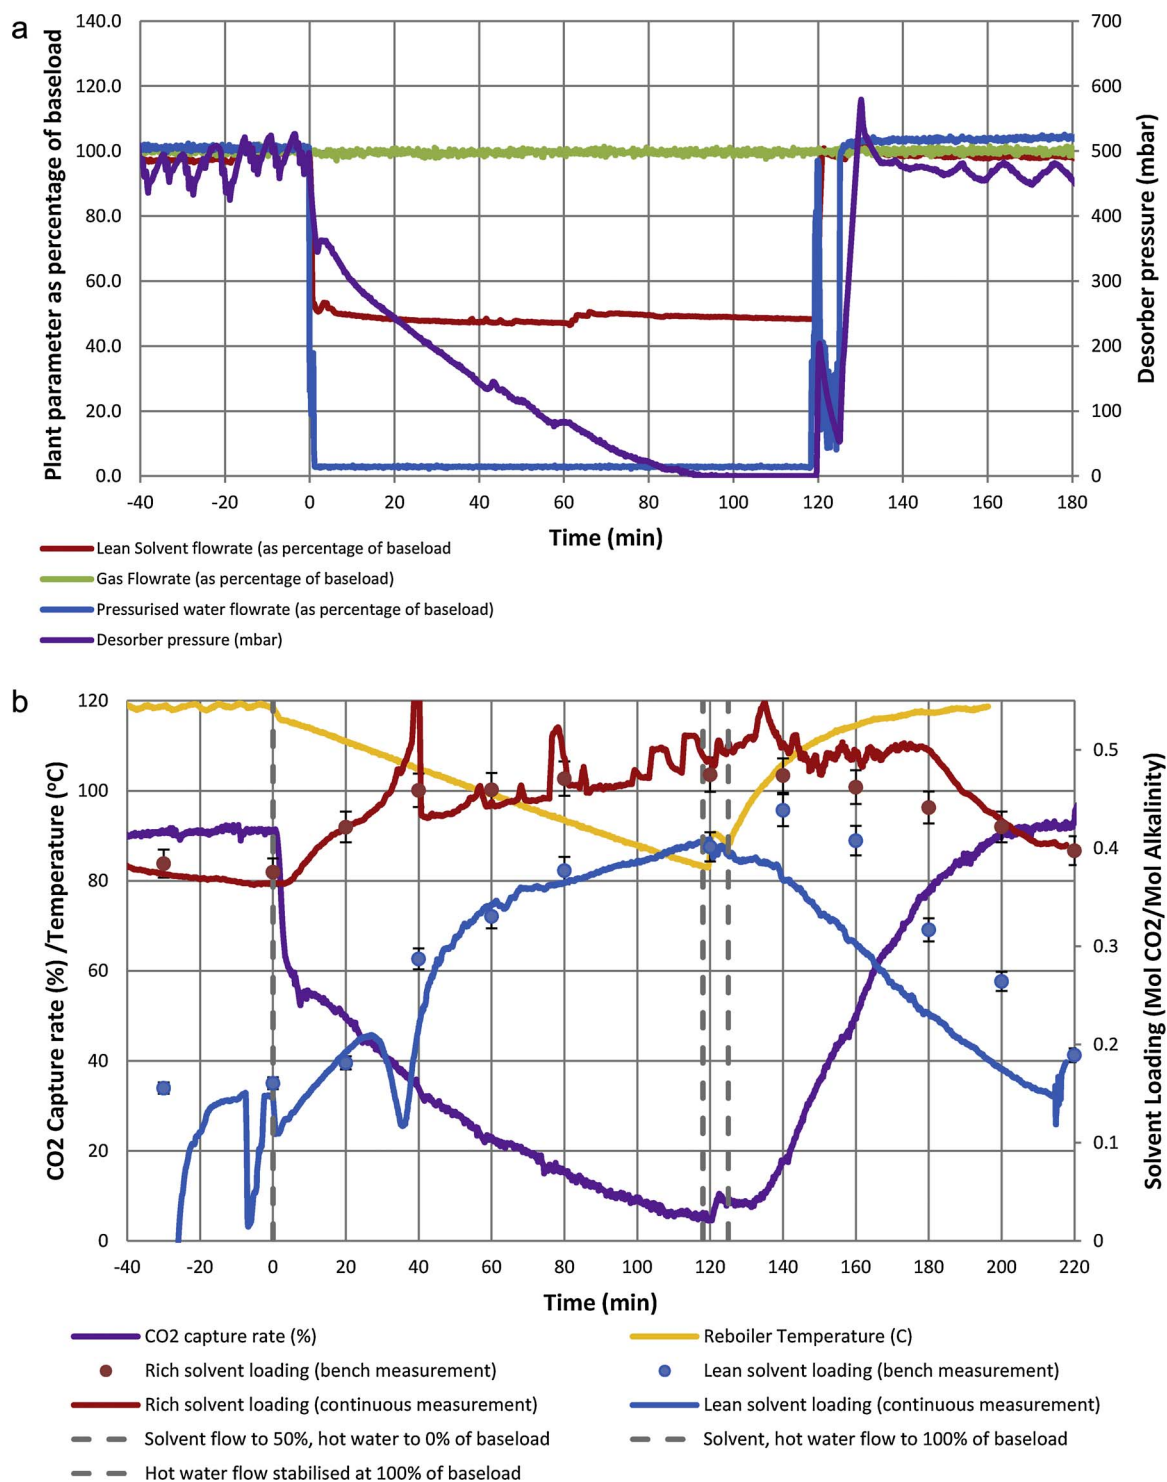 a
140.0
120.0
100.0
80.0
60.0
40.0
20.0
0.0
Plant parameter as percentage of baseload
700
600
500
400
300
200
100
0
Desorber pressure (mbar)
-40 -20 0 20 40 60 80 100 120 140 160 180
Time (min)
Lean Solvent flowrate (as percentage of baseload
Gas Flowrate (as percentage of baseload)
Pressurised water flowrate (as percentage of baseload)
Desorber pressure (mbar)
b
120
100
80
60
40
20
0
CO2 Capture rate (%) /Temperature (ºC)
0.5
0.4
0.3
0.2
0.1
0
Solvent Loading (Mol CO2/Mol Alkalinity)
-40 -20 0 20 40 60 80 100 120 140 160 180 200 220
Time (min)
CO2 capture rate (%) Reboiler Temperature (C)
Rich solvent loading (bench measurement) Lean solvent loading (bench measurement)
Rich solvent loading (continuous measurement) Lean solvent loading (continuous measurement)
Solvent flow to 50%, hot water to 0% of baseload Solvent, hot water flow to 100% of baseload
Hot water flow stabilised at 100% of baseload